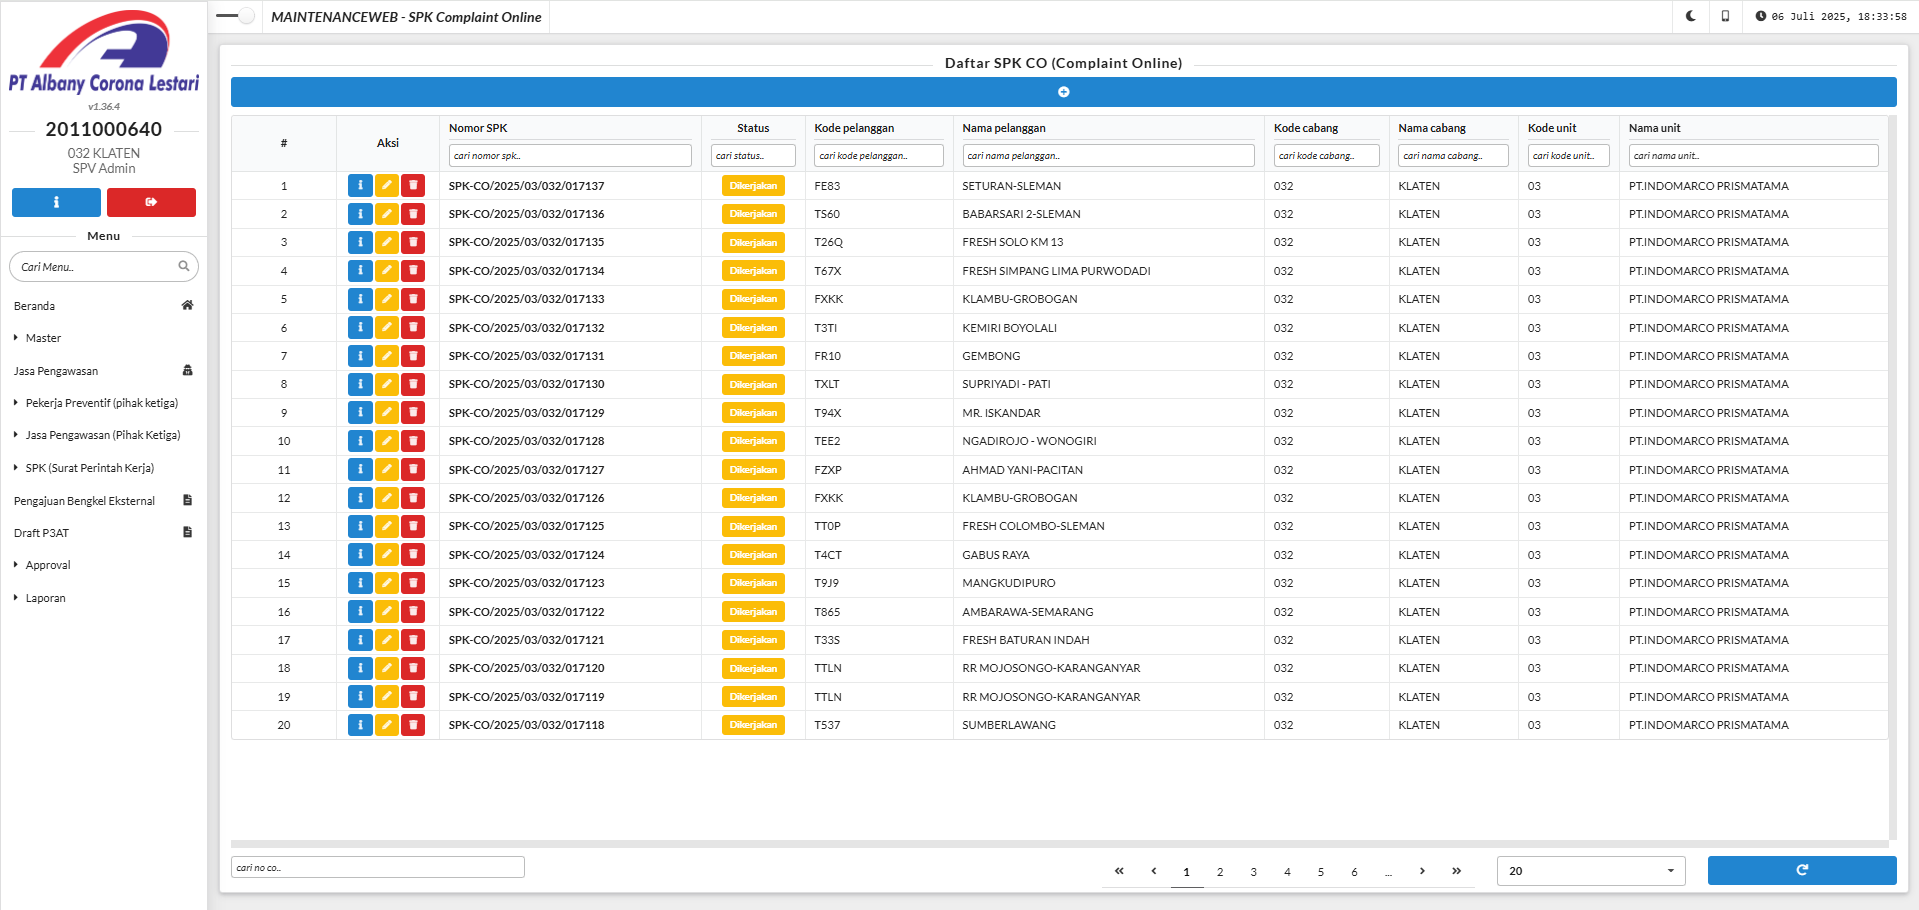 PT Albany Corona Lestari
v1.36.4
2011000640
032 KLATEN
SPV Admin
Menu
Cari Menu..
Beranda
Master
Jasa Pengawasan
Pekerja Preventif (pihak ketiga)
Jasa Pengawasan (Pihak Ketiga)
SPK (Surat Perintah Kerja)
Pengajuan Bengkel Eksternal
Draft P3AT
Approval
Laporan
MAINTENANCEWEB - SPK Complaint Online
06 Juli 2025, 18:33:58
Daftar SPK CO (Complaint Online)
# Aksi Nomor SPK Status Kode pelanggan Nama pelanggan Kode cabang Nama cabang Kode unit Nama unit
cari nomor spk.. cari status.. cari kode pelanggan.. cari nama pelanggan.. cari kode cabang.. cari nama cabang.. cari kode unit.. cari nama unit..
1 SPK-CO/2025/03/032/017137 Dikerjakan FE83 SETURAN-SLEMAN 032 KLATEN 03 PT.INDOMARCO PRISMATAMA
2 SPK-CO/2025/03/032/017136 Dikerjakan TS60 BABARSARI 2-SLEMAN 032 KLATEN 03 PT.INDOMARCO PRISMATAMA
3 SPK-CO/2025/03/032/017135 Dikerjakan T26Q FRESH SOLO KM 13 032 KLATEN 03 PT.INDOMARCO PRISMATAMA
4 SPK-CO/2025/03/032/017134 Dikerjakan T67X FRESH SIMPANG LIMA PURWODADI 032 KLATEN 03 PT.INDOMARCO PRISMATAMA
5 SPK-CO/2025/03/032/017133 Dikerjakan FXKK KLAMBU-GROBOGAN 032 KLATEN 03 PT.INDOMARCO PRISMATAMA
6 SPK-CO/2025/03/032/017132 Dikerjakan T3TI KEMIRI BOYOLALI 032 KLATEN 03 PT.INDOMARCO PRISMATAMA
7 SPK-CO/2025/03/032/017131 Dikerjakan FR10 GEMBONG 032 KLATEN 03 PT.INDOMARCO PRISMATAMA
8 SPK-CO/2025/03/032/017130 Dikerjakan TXLT SUPRIYADI - PATI 032 KLATEN 03 PT.INDOMARCO PRISMATAMA
9 SPK-CO/2025/03/032/017129 Dikerjakan T94X MR. ISKANDAR 032 KLATEN 03 PT.INDOMARCO PRISMATAMA
10 SPK-CO/2025/03/032/017128 Dikerjakan TEE2 NGADIROJO - WONOGIRI 032 KLATEN 03 PT.INDOMARCO PRISMATAMA
11 SPK-CO/2025/03/032/017127 Dikerjakan FZXP AHMAD YANI-PACITAN 032 KLATEN 03 PT.INDOMARCO PRISMATAMA
12 SPK-CO/2025/03/032/017126 Dikerjakan FXKK KLAMBU-GROBOGAN 032 KLATEN 03 PT.INDOMARCO PRISMATAMA
13 SPK-CO/2025/03/032/017125 Dikerjakan TT0P FRESH COLOMBO-SLEMAN 032 KLATEN 03 PT.INDOMARCO PRISMATAMA
14 SPK-CO/2025/03/032/017124 Dikerjakan T4CT GABUS RAYA 032 KLATEN 03 PT.INDOMARCO PRISMATAMA
15 SPK-CO/2025/03/032/017123 Dikerjakan T9J9 MANGKUDIPURO 032 KLATEN 03 PT.INDOMARCO PRISMATAMA
16 SPK-CO/2025/03/032/017122 Dikerjakan T865 AMBARAWA-SEMARANG 032 KLATEN 03 PT.INDOMARCO PRISMATAMA
17 SPK-CO/2025/03/032/017121 Dikerjakan T33S FRESH BATURAN INDAH 032 KLATEN 03 PT.INDOMARCO PRISMATAMA
18 SPK-CO/2025/03/032/017120 Dikerjakan TTLN RR MOJOSONGO-KARANGANYAR 032 KLATEN 03 PT.INDOMARCO PRISMATAMA
19 SPK-CO/2025/03/032/017119 Dikerjakan TTLN RR MOJOSONGO-KARANGANYAR 032 KLATEN 03 PT.INDOMARCO PRISMATAMA
20 SPK-CO/2025/03/032/017118 Dikerjakan T537 SUMBERLAWANG 032 KLATEN 03 PT.INDOMARCO PRISMATAMA
cari no co.. « ‹ 1 2 3 4 5 6 ... › » 20